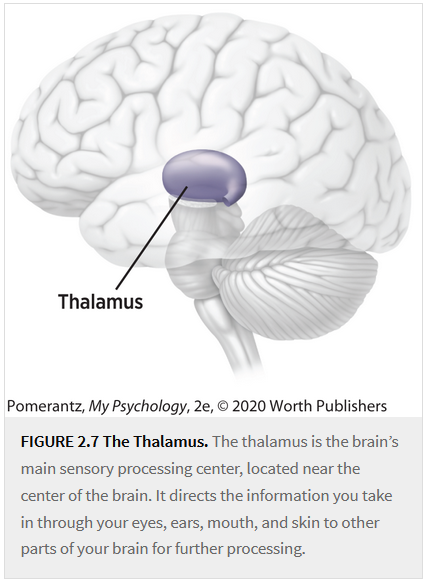 Thalamus
Pomerantz, My Psychology, 2e, © 2020 Worth Publishers
FIGURE 2.7 The Thalamus. The thalamus is the brain’s
main sensory processing center, located near the
center of the brain. It directs the information you take
in through your eyes, ears, mouth, and skin to other
parts of your brain for further processing.